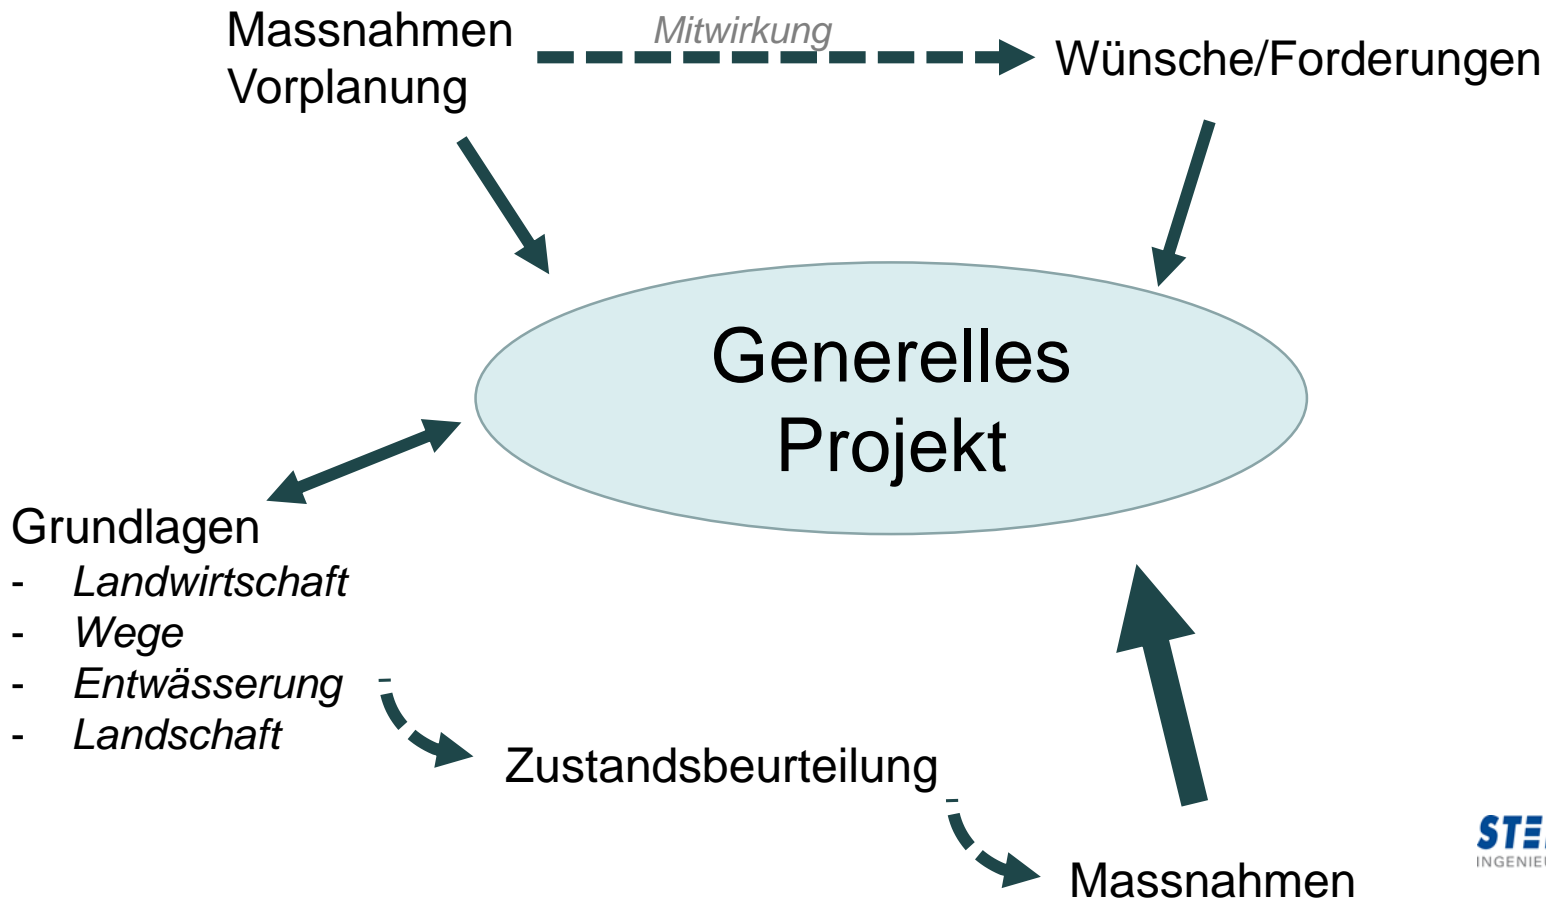 Massnahmen
Vorplanung
Mitwirkung
Wünsche/Forderungen
Generelles
Projekt
Grundlagen
- Landwirtschaft
- Wege
- Entwässerung
- Landschaft
Zustandsbeurteilung
Massnahmen